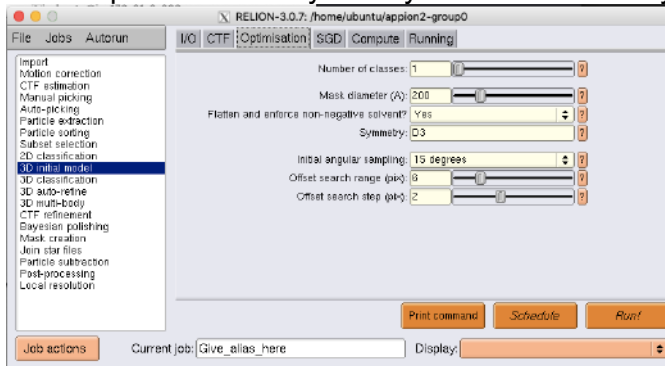 RELION-3.0.7: /home/ubuntu/appion2-group0
File Jobs Autorun
I/O CTF Optimisation SGD Compute Running
Import
Motion correction
CTF estimation
Manual picking
Auto-picking
Particle extraction
Particle sorting
Subset selection
2D classification
3D initial model
3D classification
3D auto-refine
3D multi-body
CTF refinement
Bayesian polishing
Mask creation
Join star files
Particle subtraction
Post-processing
Local resolution
Number of classes: 1 ?
Mask diameter (A): 200 ?
Flatten and enforce non-negative solvent? Yes ?
Symmetry: D3 ?
Initial angular sampling: 15 degrees ?
Offset search range (pix): 6 ?
Offset search step (pix): 2 ?
Print command Schedule Run!
Job actions Current job: Give_alias_here Display: